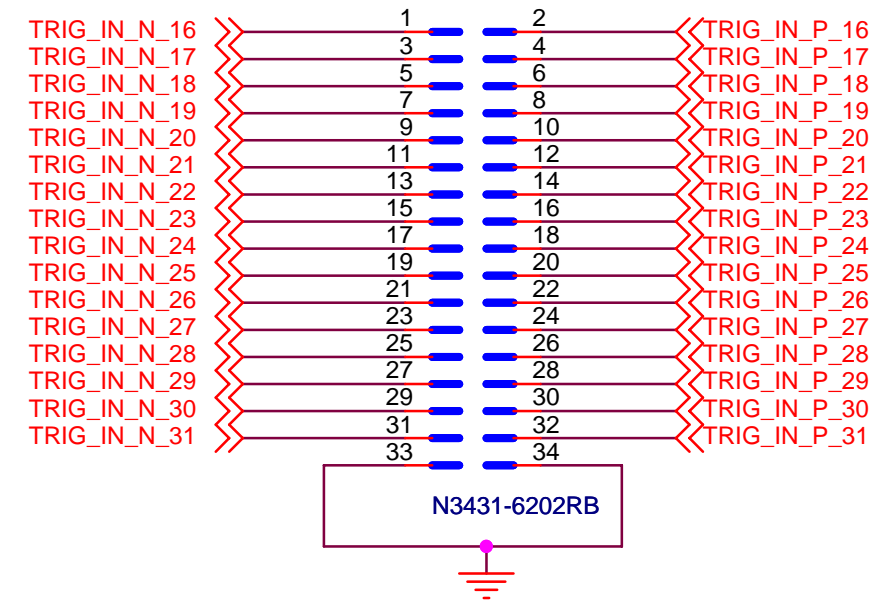 TRIG_IN_N_16 1 2 TRIG_IN_P_16
TRIG_IN_N_17 3 4 TRIG_IN_P_17
TRIG_IN_N_18 5 6 TRIG_IN_P_18
TRIG_IN_N_19 7 8 TRIG_IN_P_19
TRIG_IN_N_20 9 10 TRIG_IN_P_20
TRIG_IN_N_21 11 12 TRIG_IN_P_21
TRIG_IN_N_22 13 14 TRIG_IN_P_22
TRIG_IN_N_23 15 16 TRIG_IN_P_23
TRIG_IN_N_24 17 18 TRIG_IN_P_24
TRIG_IN_N_25 19 20 TRIG_IN_P_25
TRIG_IN_N_26 21 22 TRIG_IN_P_26
TRIG_IN_N_27 23 24 TRIG_IN_P_27
TRIG_IN_N_28 25 26 TRIG_IN_P_28
TRIG_IN_N_29 27 28 TRIG_IN_P_29
TRIG_IN_N_30 29 30 TRIG_IN_P_30
TRIG_IN_N_31 31 32 TRIG_IN_P_31
33 34
N3431-6202RB